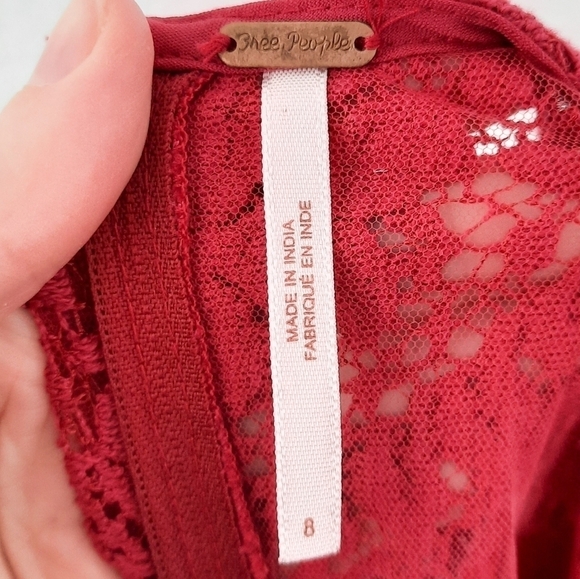 Free People
MADE IN INDIA
FABRIQUÉ EN INDE
8